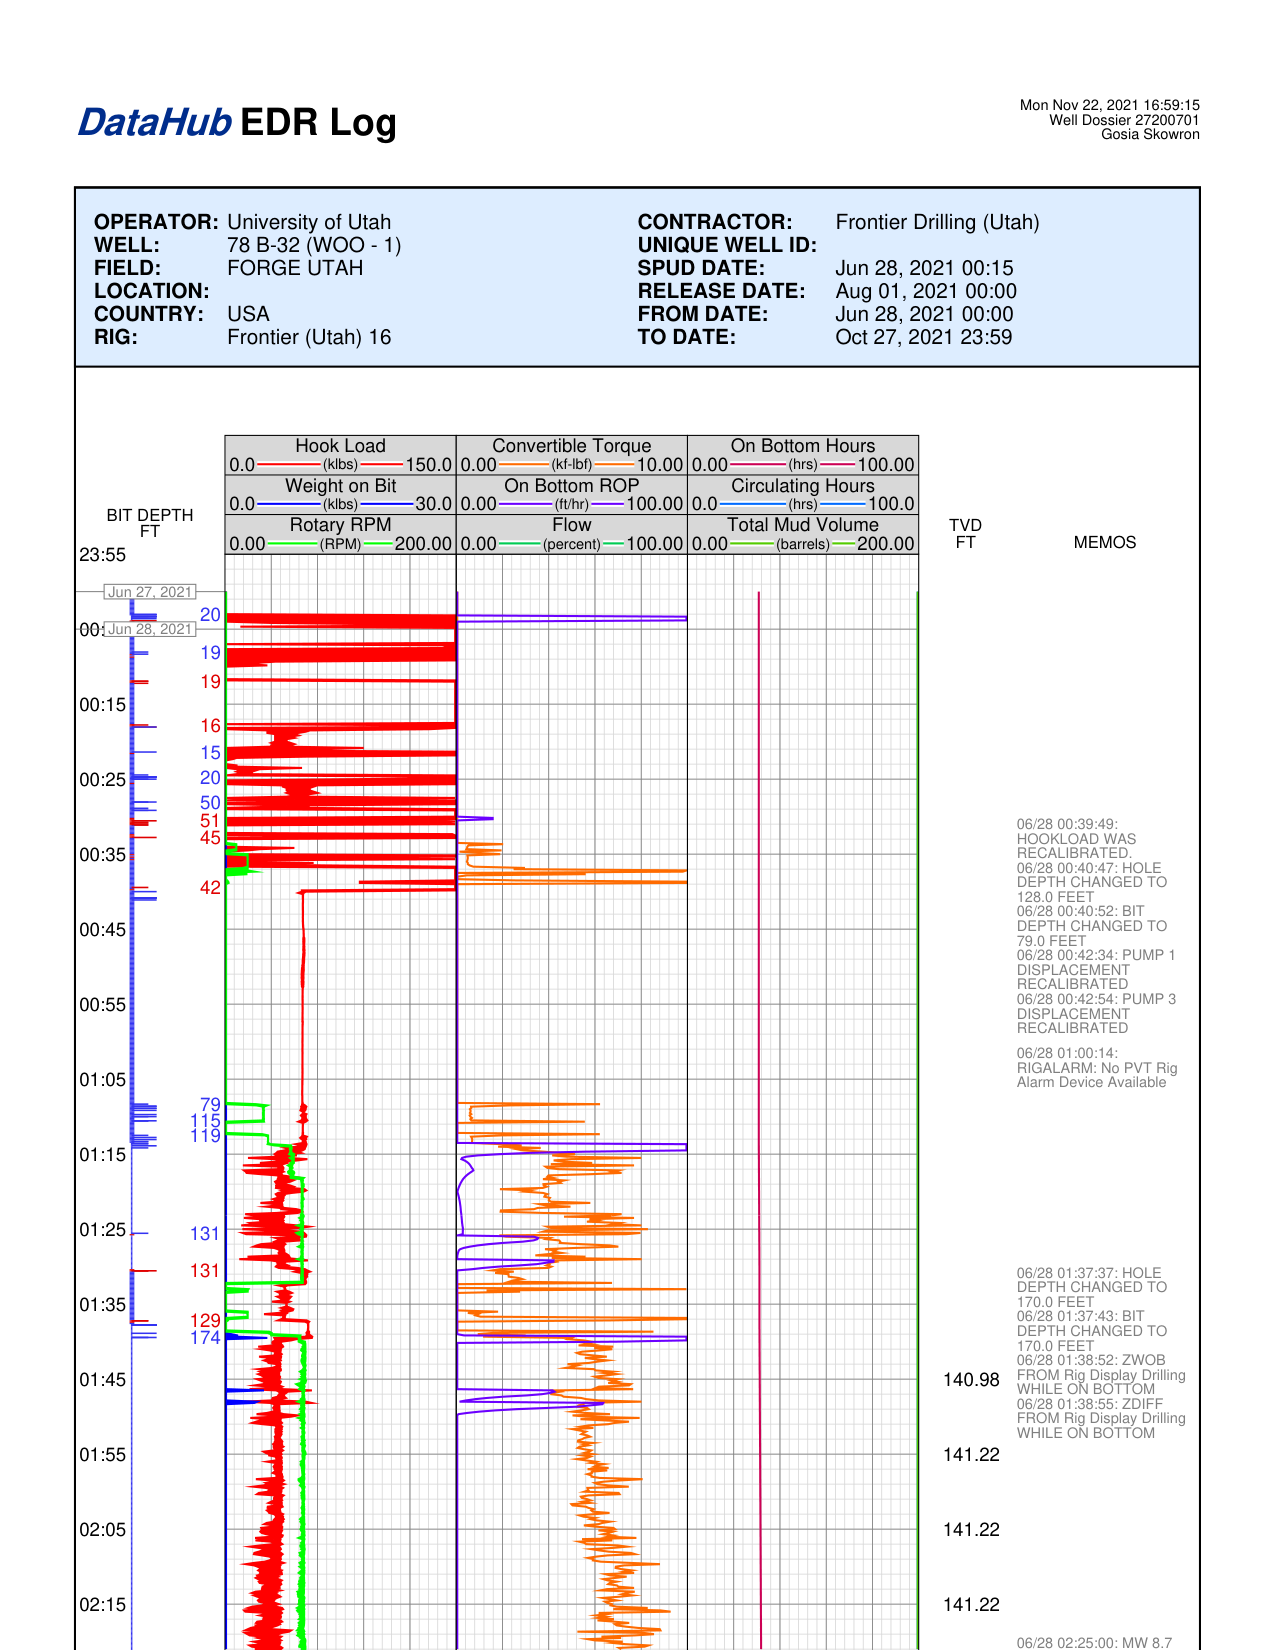 DataHub EDR Log
Mon Nov 22, 2021 16:59:15
Well Dossier 27200701
Gosia Skowron
OPERATOR: University of Utah
WELL: 78 B-32 (WOO - 1)
FIELD: FORGE UTAH
LOCATION:
COUNTRY: USA
RIG: Frontier (Utah) 16
CONTRACTOR: Frontier Drilling (Utah)
UNIQUE WELL ID:
SPUD DATE: Jun 28, 2021 00:15
RELEASE DATE: Aug 01, 2021 00:00
FROM DATE: Jun 28, 2021 00:00
TO DATE: Oct 27, 2021 23:59
Hook Load
0.0 (klbs) 150.0
Weight on Bit
0.0 (klbs) 30.0
Rotary RPM
0.00 (RPM) 200.00
Convertible Torque
0.00 (kf-lbf) 10.00
On Bottom ROP
0.00 (ft/hr) 100.00
Flow
0.00 (percent) 100.00
On Bottom Hours
0.00 (hrs) 100.00
Circulating Hours
0.0 (hrs) 100.0
Total Mud Volume
0.00 (barrels) 200.00
BIT DEPTH
FT
TVD
FT
MEMOS
23:55
Jun 27, 2021
20
00:
Jun 28, 2021
19
19
00:15
16
15
00:25
20
50
51
45
00:35
42
00:45
00:55
01:05
79
115
119
01:15
01:25
131
131
01:35
129
174
01:45
01:55
02:05
02:15
140.98
141.22
141.22
141.22
06/28 00:39:49:
HOOKLOAD WAS
RECALIBRATED.
06/28 00:40:47: HOLE
DEPTH CHANGED TO
128.0 FEET
06/28 00:40:52: BIT
DEPTH CHANGED TO
79.0 FEET
06/28 00:42:34: PUMP 1
DISPLACEMENT
RECALIBRATED
06/28 00:42:54: PUMP 3
DISPLACEMENT
RECALIBRATED
06/28 01:00:14:
RIGALARM: No PVT Rig
Alarm Device Available
06/28 01:37:37: HOLE
DEPTH CHANGED TO
170.0 FEET
06/28 01:37:43: BIT
DEPTH CHANGED TO
170.0 FEET
06/28 01:38:52: ZWOB
FROM Rig Display Drilling
WHILE ON BOTTOM
06/28 01:38:55: ZDIFF
FROM Rig Display Drilling
WHILE ON BOTTOM
06/28 02:25:00: MW 8.7